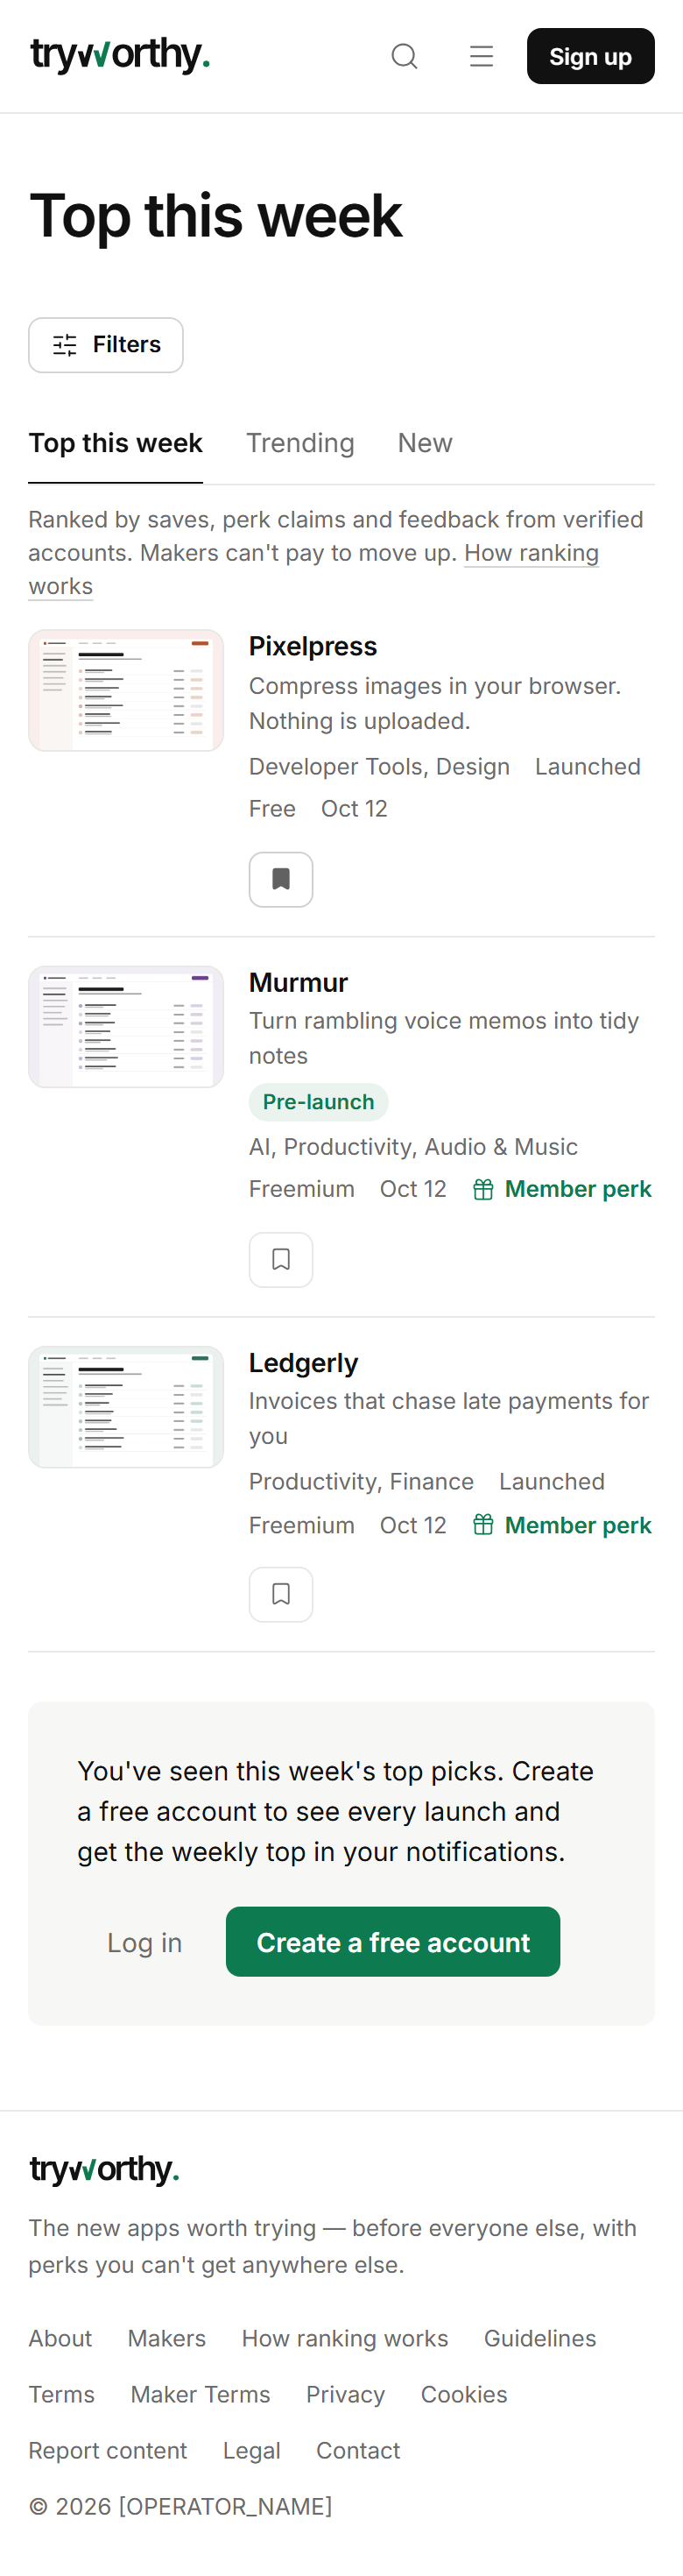 tryworthy.
Sign up
Top this week
Filters
Top this week Trending New
Ranked by saves, perk claims and feedback from verified
accounts. Makers can't pay to move up. How ranking
works
Pixelpress
Compress images in your browser.
Nothing is uploaded.
Developer Tools, Design Launched
Free Oct 12
Murmur
Turn rambling voice memos into tidy
notes
Pre-launch
AI, Productivity, Audio & Music
Freemium Oct 12 Member perk
Ledgerly
Invoices that chase late payments for
you
Productivity, Finance Launched
Freemium Oct 12 Member perk
You've seen this week's top picks. Create
a free account to see every launch and
get the weekly top in your notifications.
Log in Create a free account
tryworthy.
The new apps worth trying — before everyone else, with
perks you can't get anywhere else.
About Makers How ranking works Guidelines
Terms Maker Terms Privacy Cookies
Report content Legal Contact
© 2026 [OPERATOR_NAME]